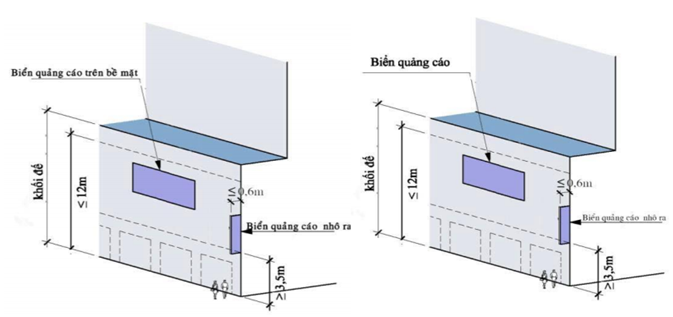 Biển quảng cáo trên bề mặt
khối đế
≤12m
≤0,6m
Biển quảng cáo nhô ra
≥3,5m
Biển quảng cáo
khối đế
≤12m
≤0,6m
Biển quảng cáo nhô ra
≥3,5m